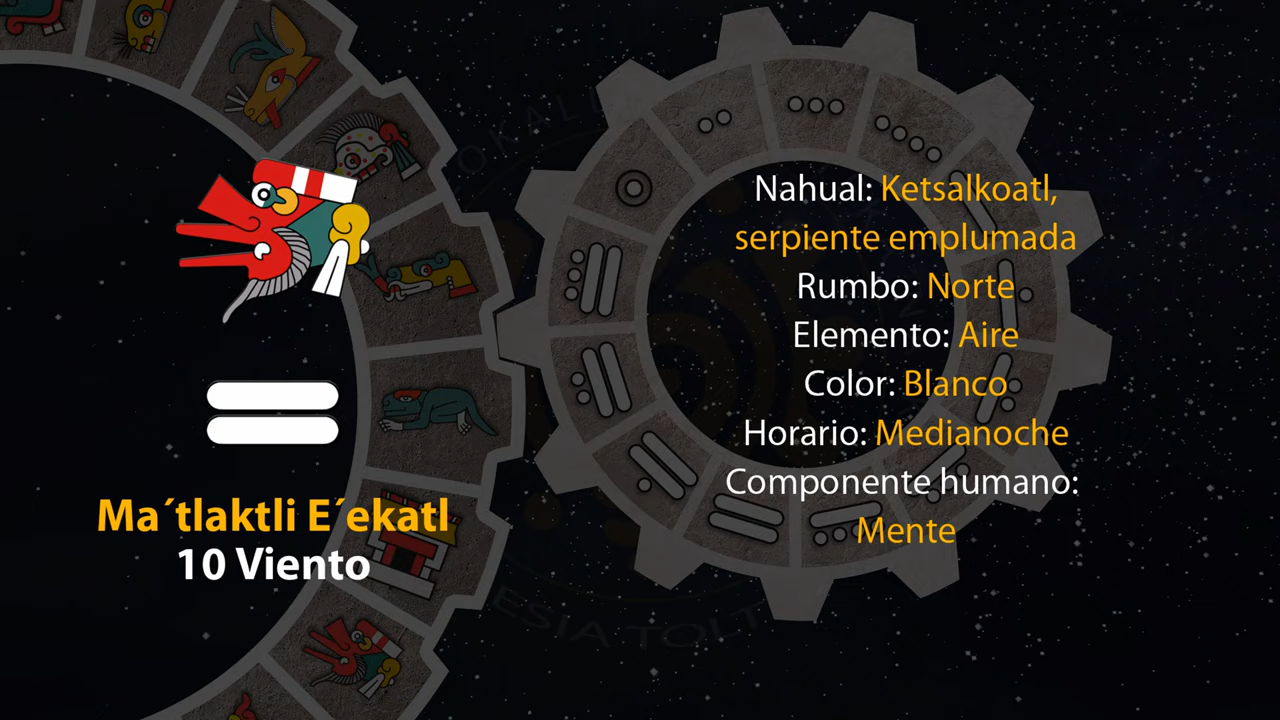 Nahual: Ketsalkoatl,
serpiente emplumada
Rumbo: Norte
Elemento: Aire
Color: Blanco
Horario: Medianoche
Componente humano:
Mente
Ma´tlaktli E´ekatl
10 Viento